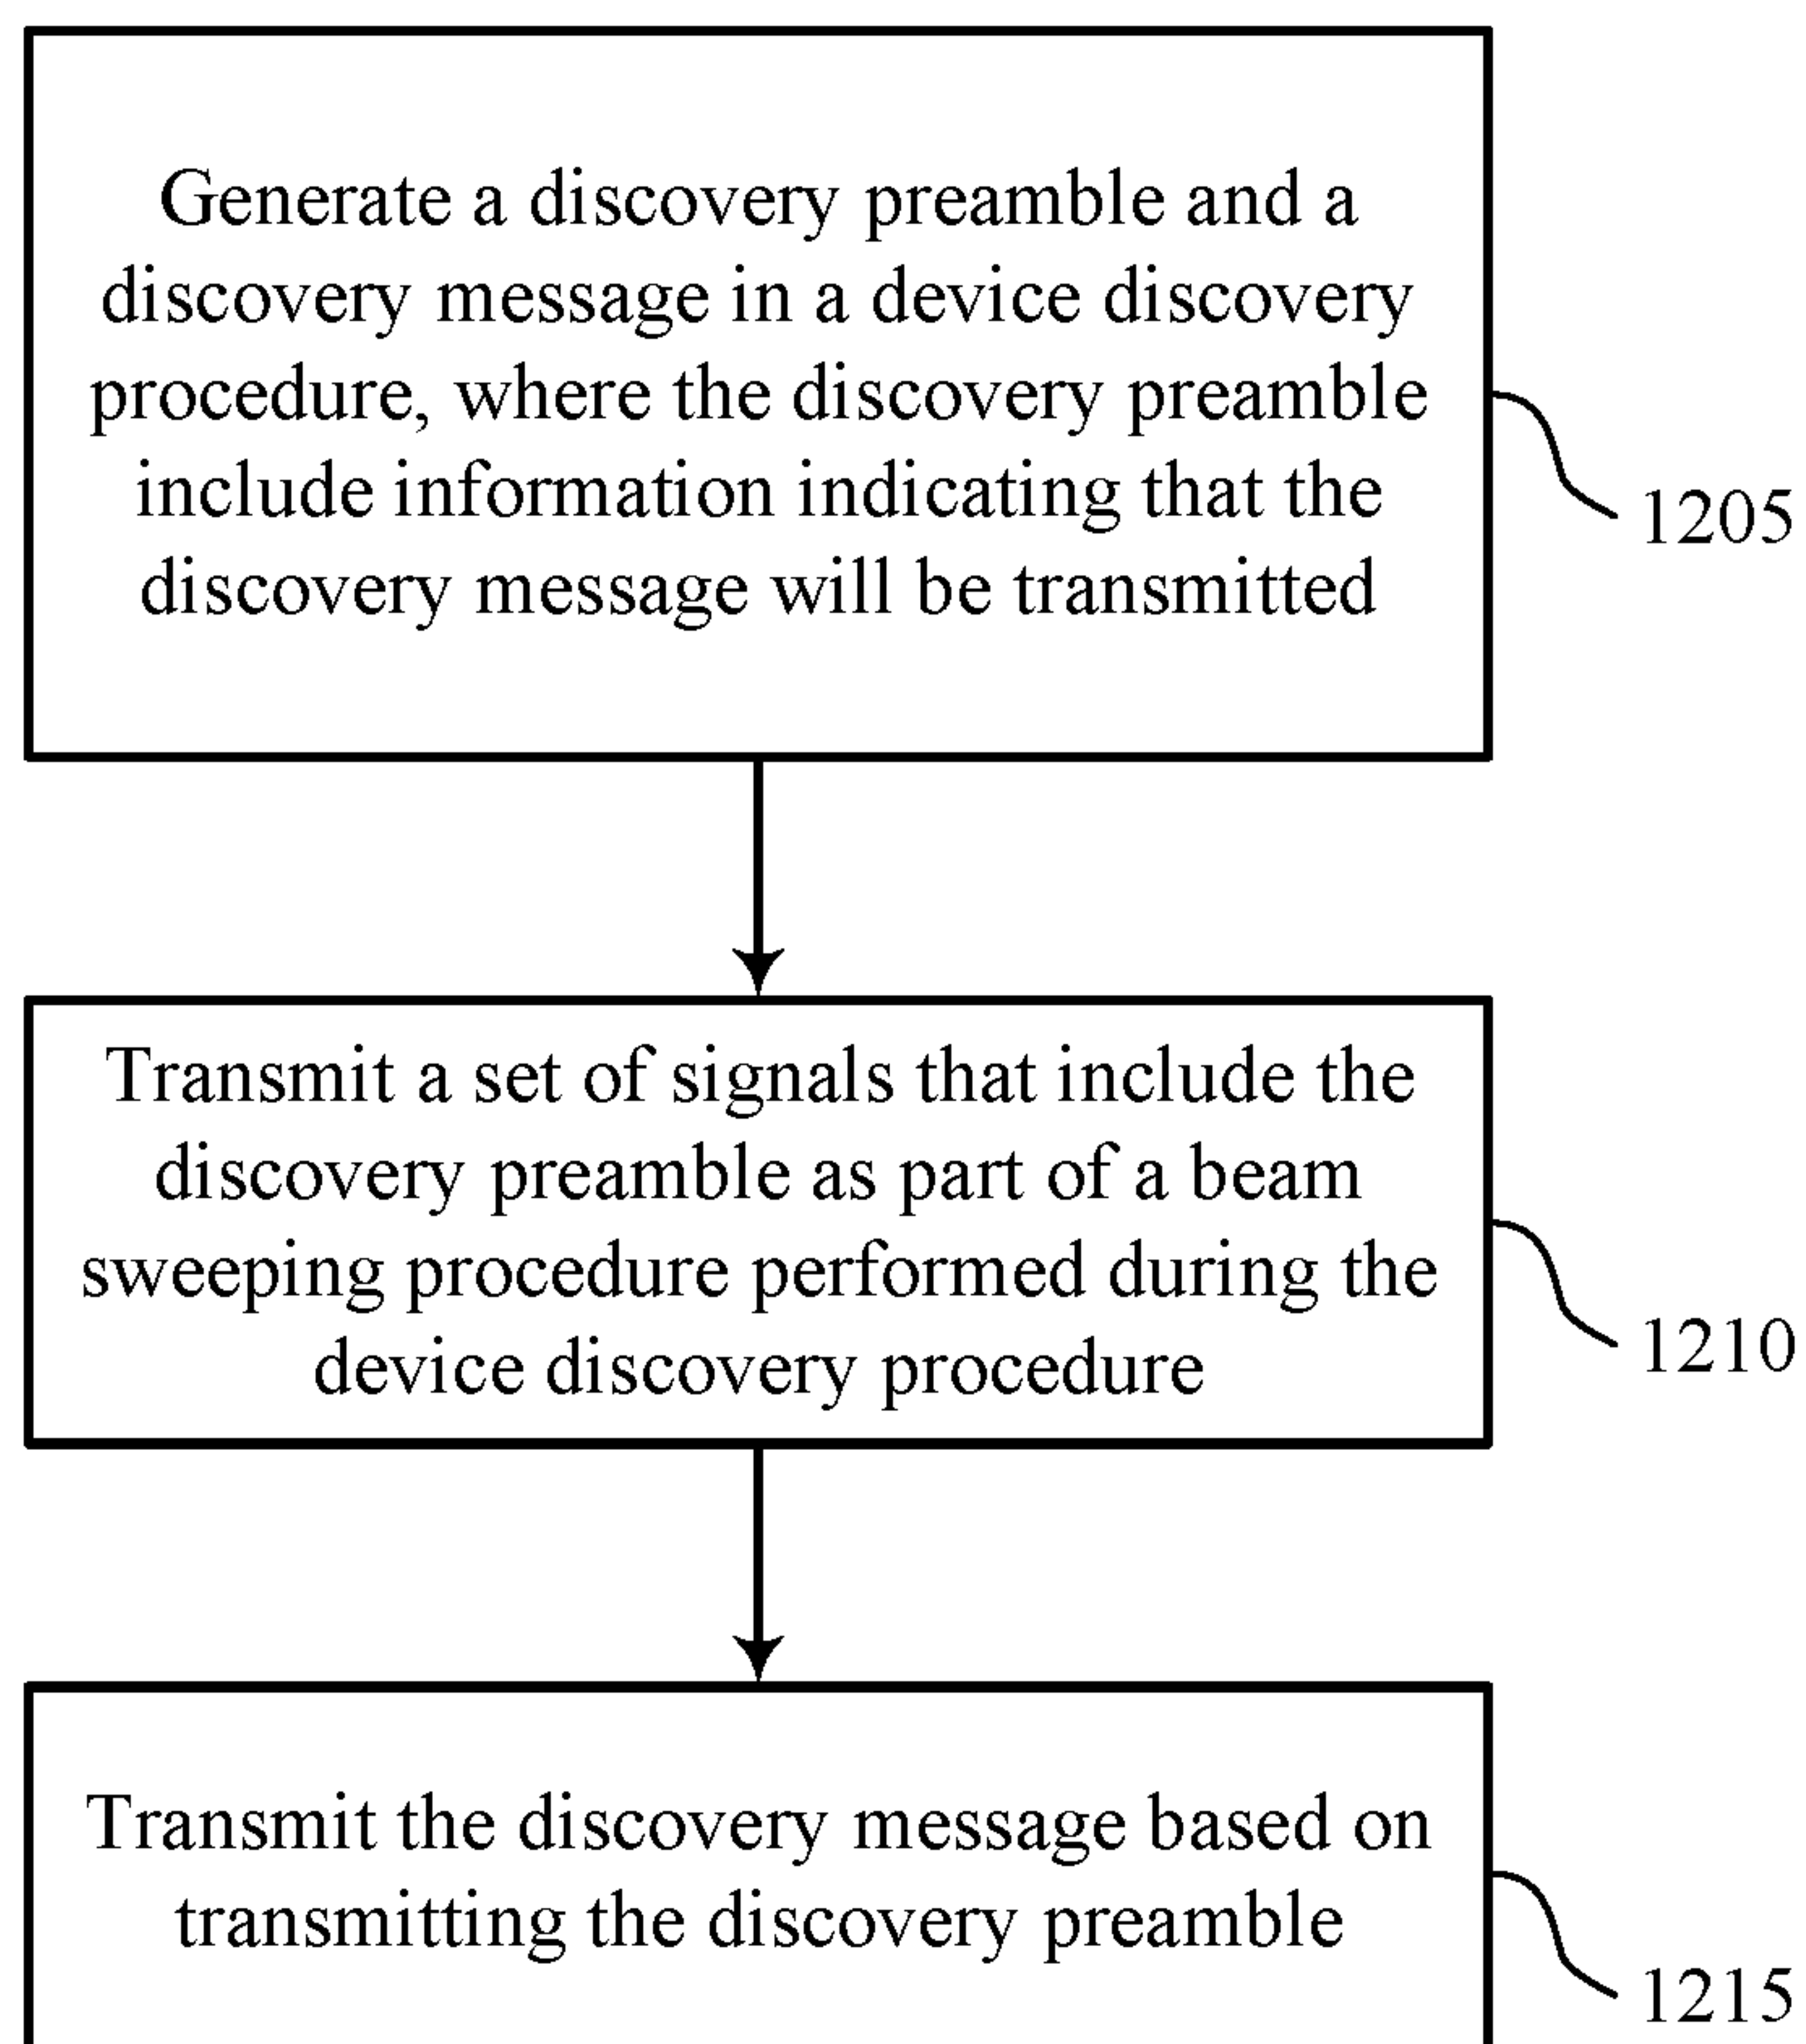 Generate a discovery preamble and a
discovery message in a device discovery
procedure, where the discovery preamble
include information indicating that the
discovery message will be transmitted
1205
Transmit a set of signals that include the
discovery preamble as part of a beam
sweeping procedure performed during the
device discovery procedure
1210
Transmit the discovery message based on
transmitting the discovery preamble
1215